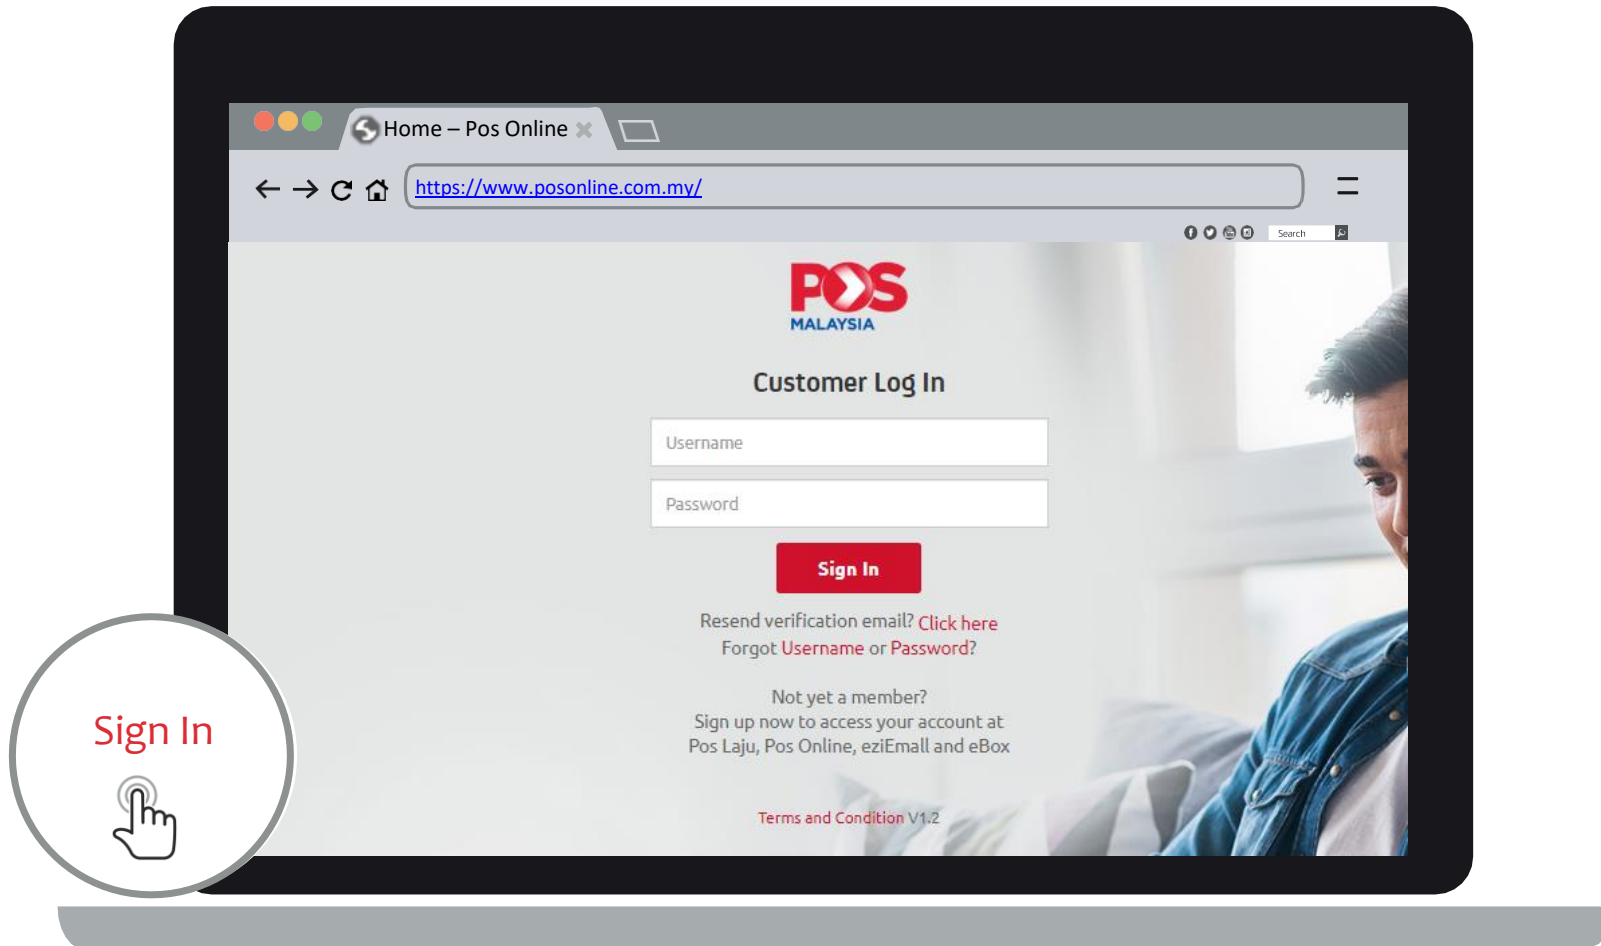 Home – Pos Online
https://www.posonline.com.my/
Search
POS
MALAYSIA
Customer Log In
Username
Password
Sign In
Resend verification email? Click here
Forgot Username or Password?
Not yet a member?
Sign up now to access your account at
Pos Laju, Pos Online, eziEmall and eBox
Terms and Condition V1.2
Sign In